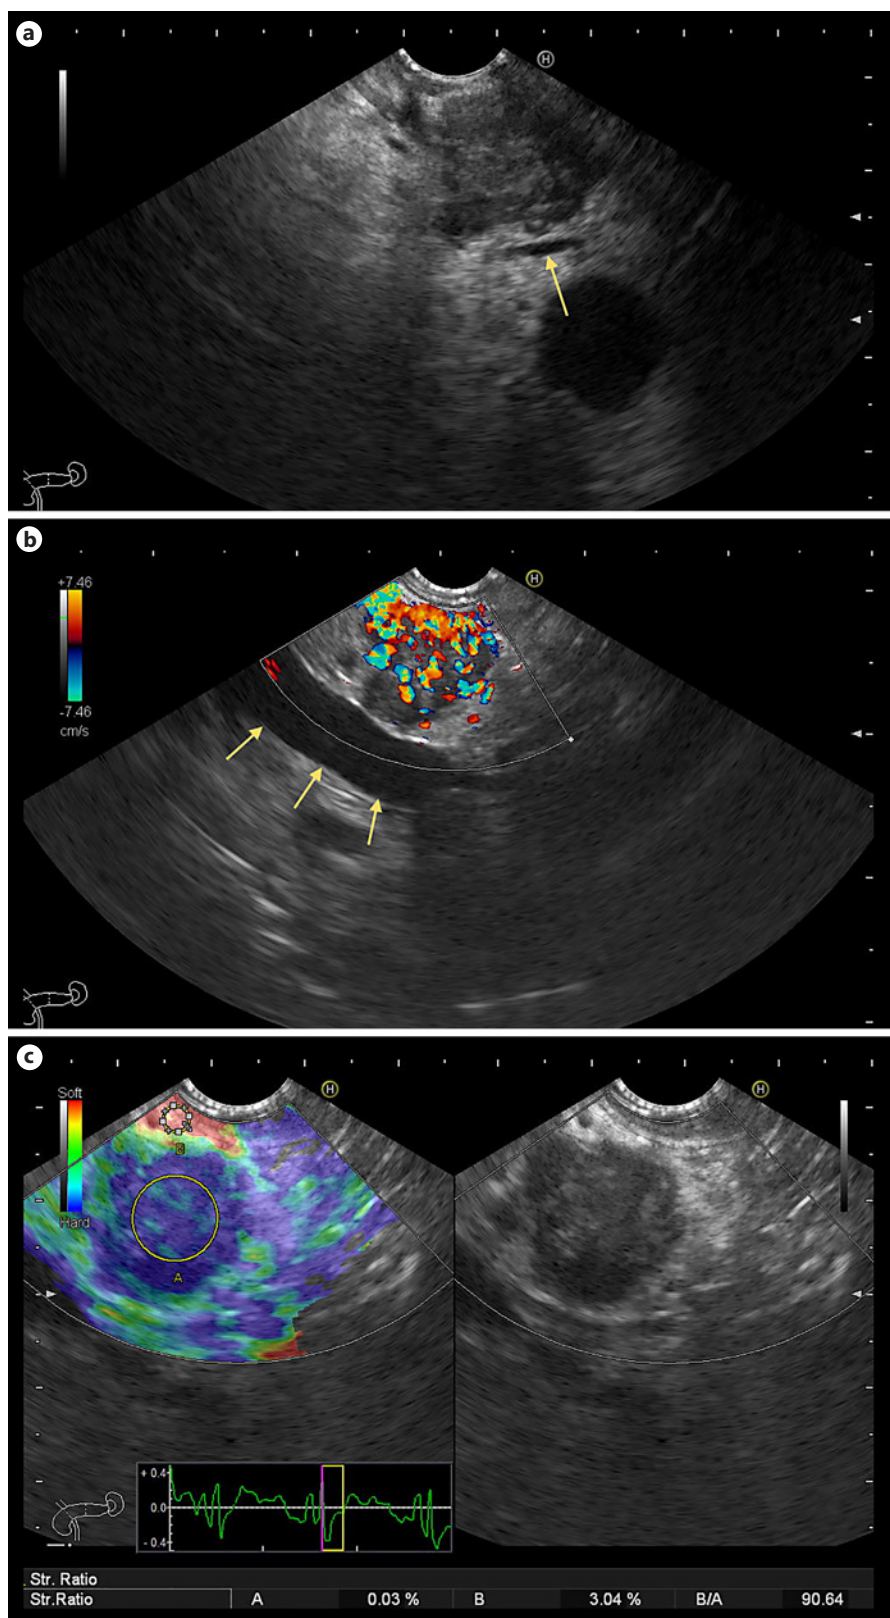 a
H
b
+7.46
-7.46
cm/s
H
c
Soft
Hard
H
B
A
H
+ 0.4
0.0
- 0.4
Str. Ratio
Str.Ratio A 0.03 % B 3.04 % B/A 90.64